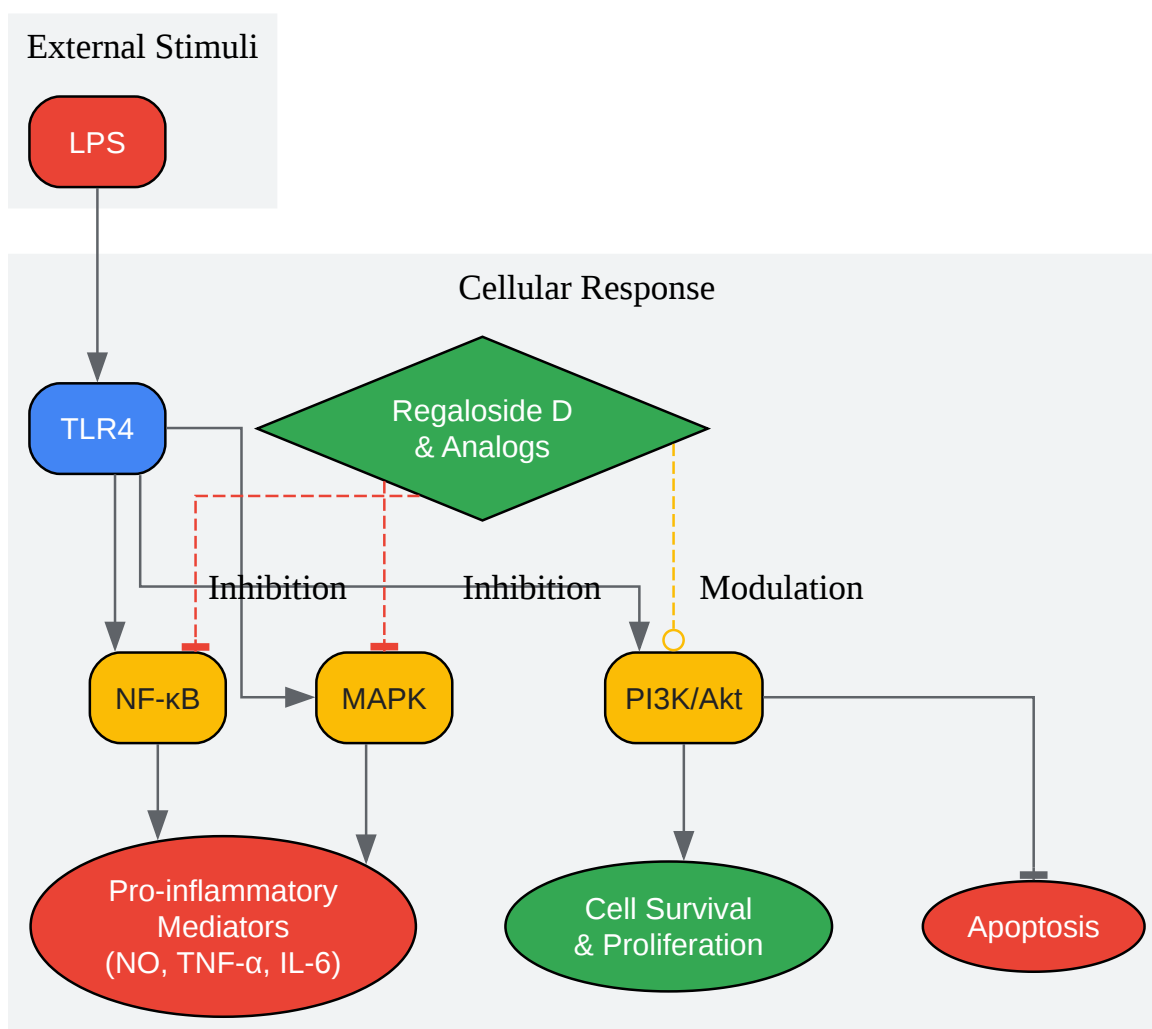 External Stimuli
LPS
Cellular Response
TLR4
Regaloside D
& Analogs
Inhibition
Inhibition
Modulation
NF-κB
MAPK
PI3K/Akt
Pro-inflammatory
Mediators
(NO, TNF-α, IL-6)
Cell Survival
& Proliferation
Apoptosis